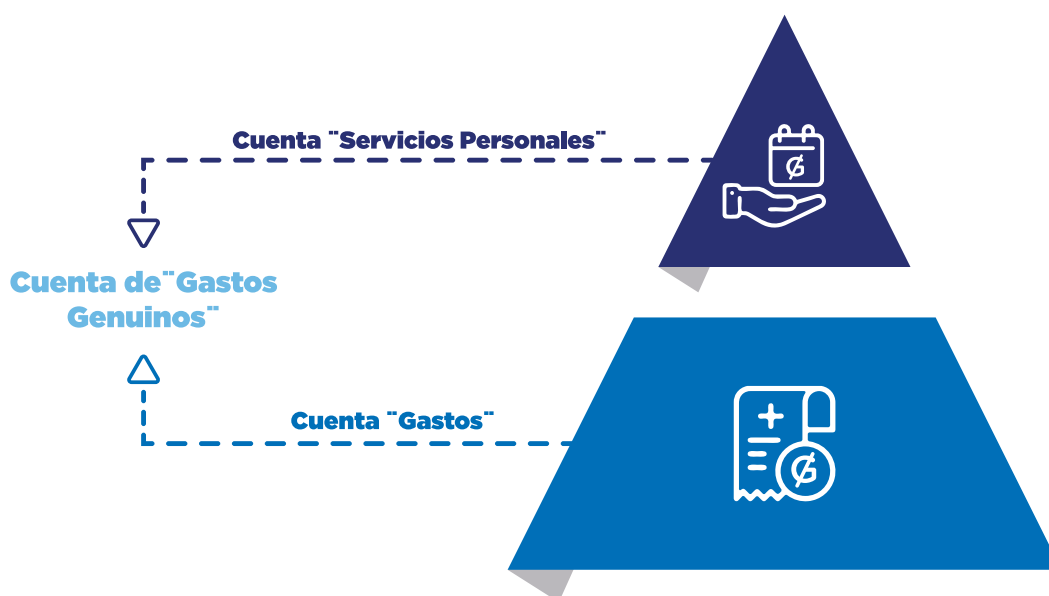 Cuenta ¨Servicios Personales¨
Cuenta de¨Gastos
Genuinos¨
Cuenta ¨Gastos¨
₲
₲